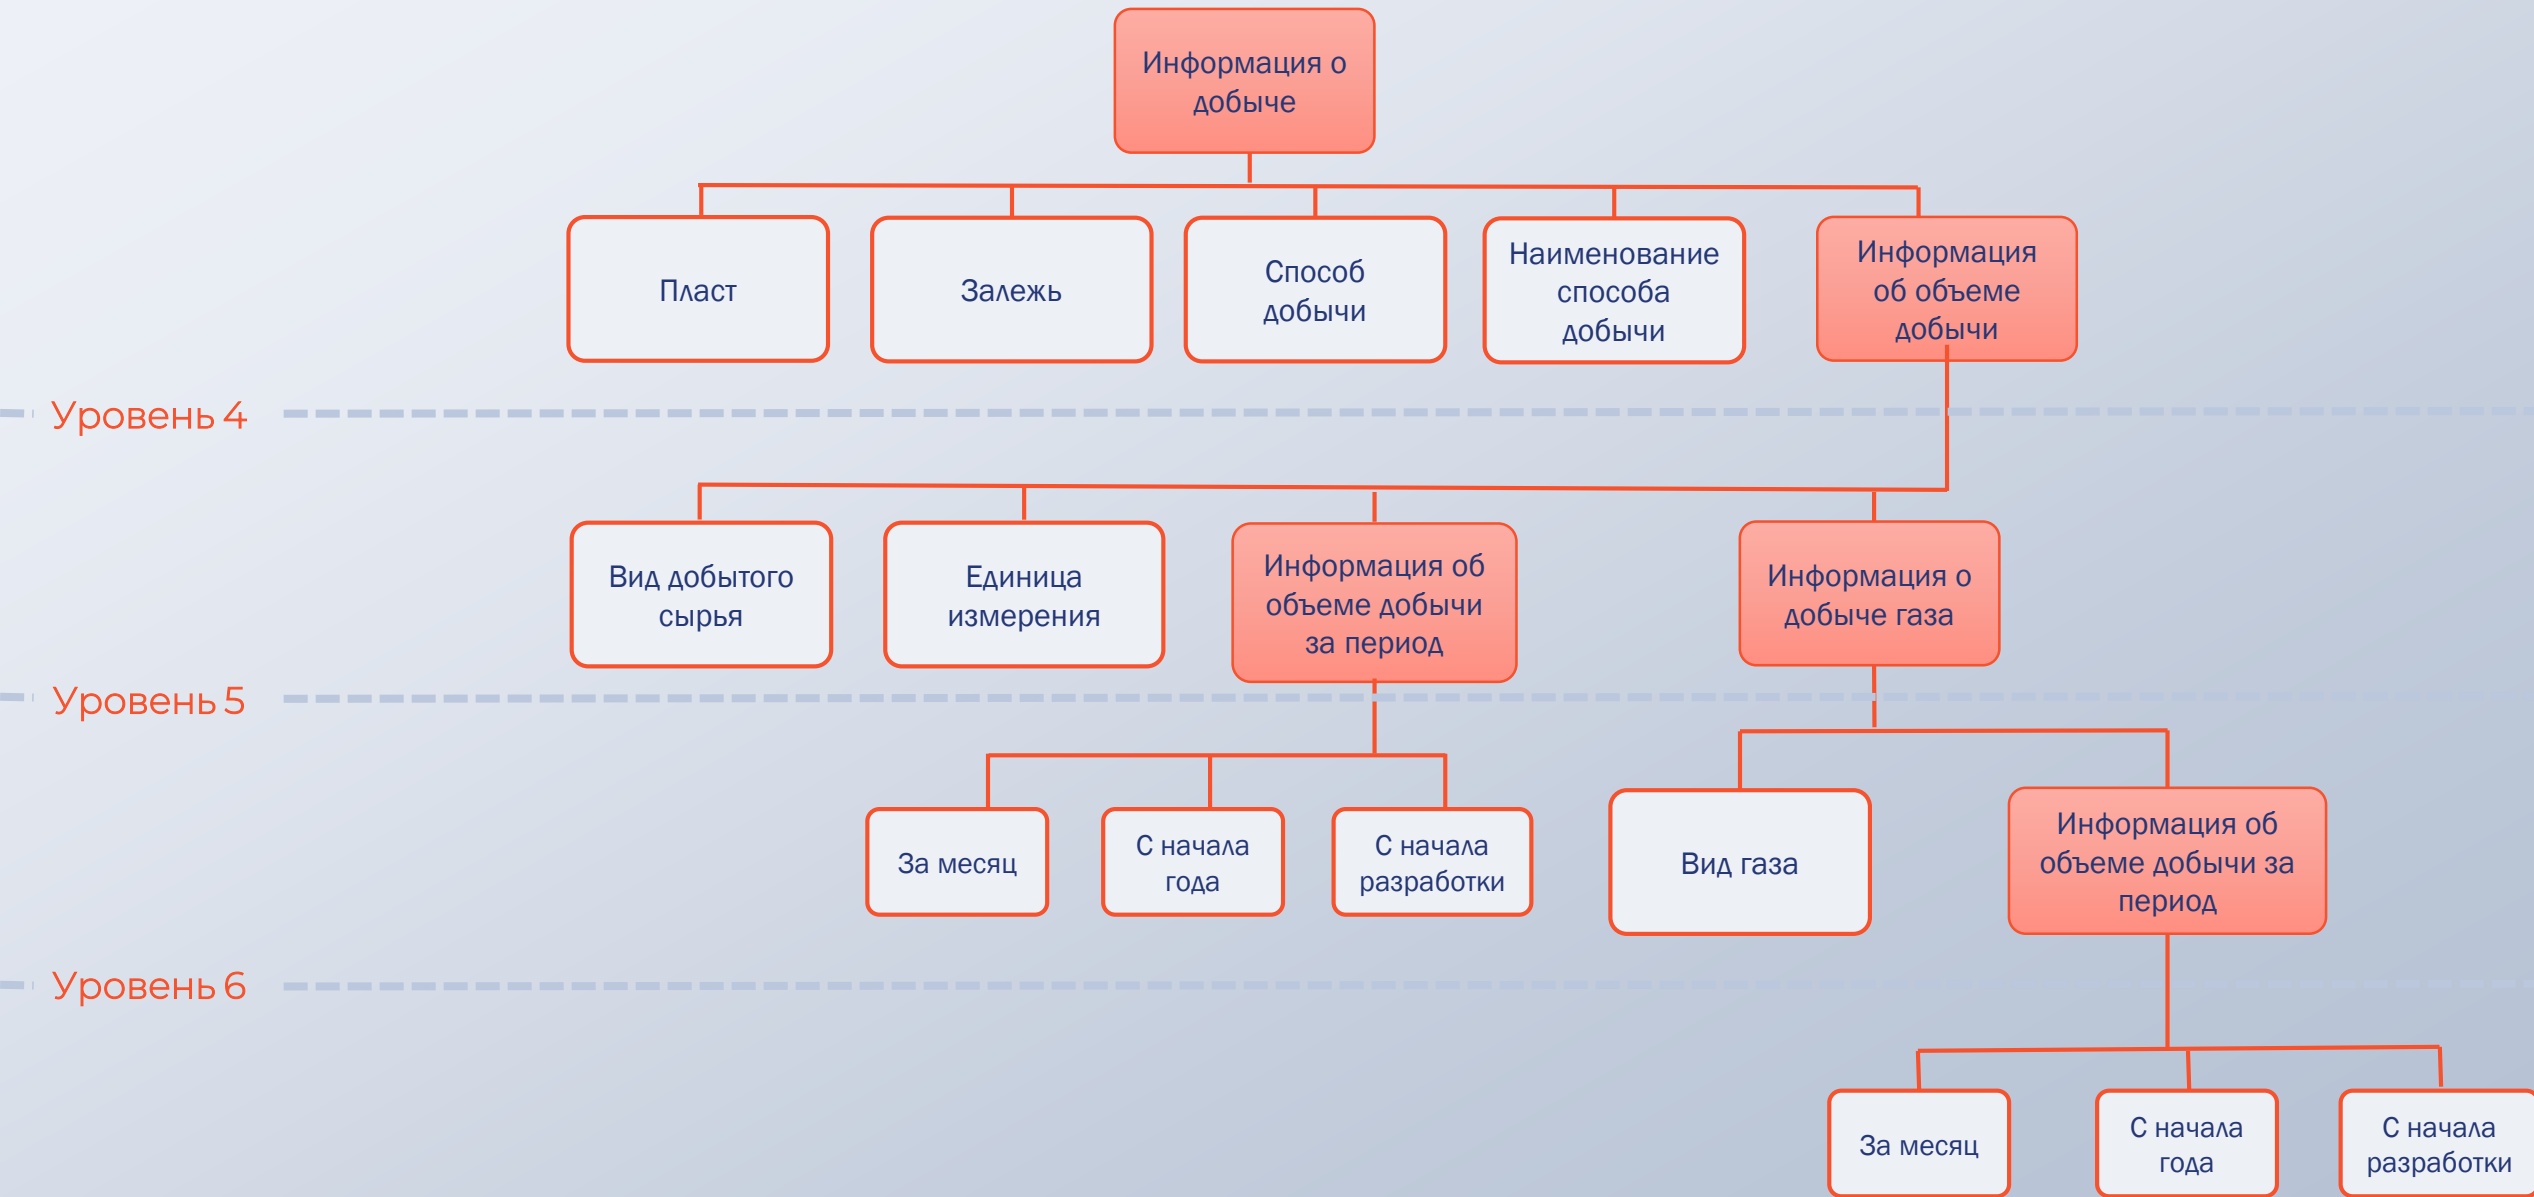 Информация о
добыче
Пласт
Залежь
Способ
добычи
Наименование
способа
добычи
Информация
об объеме
добычи
Уровень 4
Вид добытого
сырья
Единица
измерения
Информация об
объеме добычи
за период
Информация о
добыче газа
Уровень 5
За месяц
С начала
года
С начала
разработки
Вид газа
Информация об
объеме добычи за
период
Уровень 6
За месяц
С начала
года
С начала
разработки